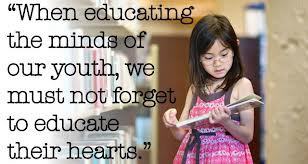 “When educating
the minds of
our youth, we
must not forget
to educate
their hearts.”